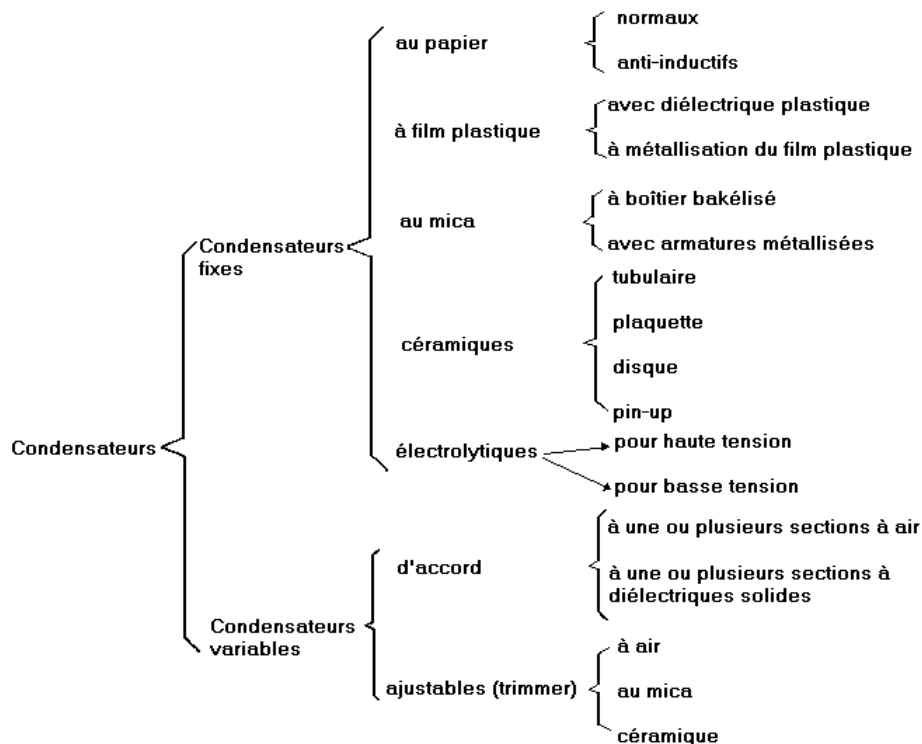 normaux
au papier
anti-inductifs
avec diélectrique plastique
à film plastique
à métallisation du film plastique
à boîtier bakélisé
au mica
avec armatures métallisées
Condensateurs
fixes
tubulaire
plaquette
céramiques
disque
pin-up
Condensateurs
électrolytiques
pour haute tension
pour basse tension
à une ou plusieurs sections à air
d'accord
à une ou plusieurs sections à
diélectriques solides
Condensateurs
variables
à air
ajustables (trimmer)
au mica
céramique